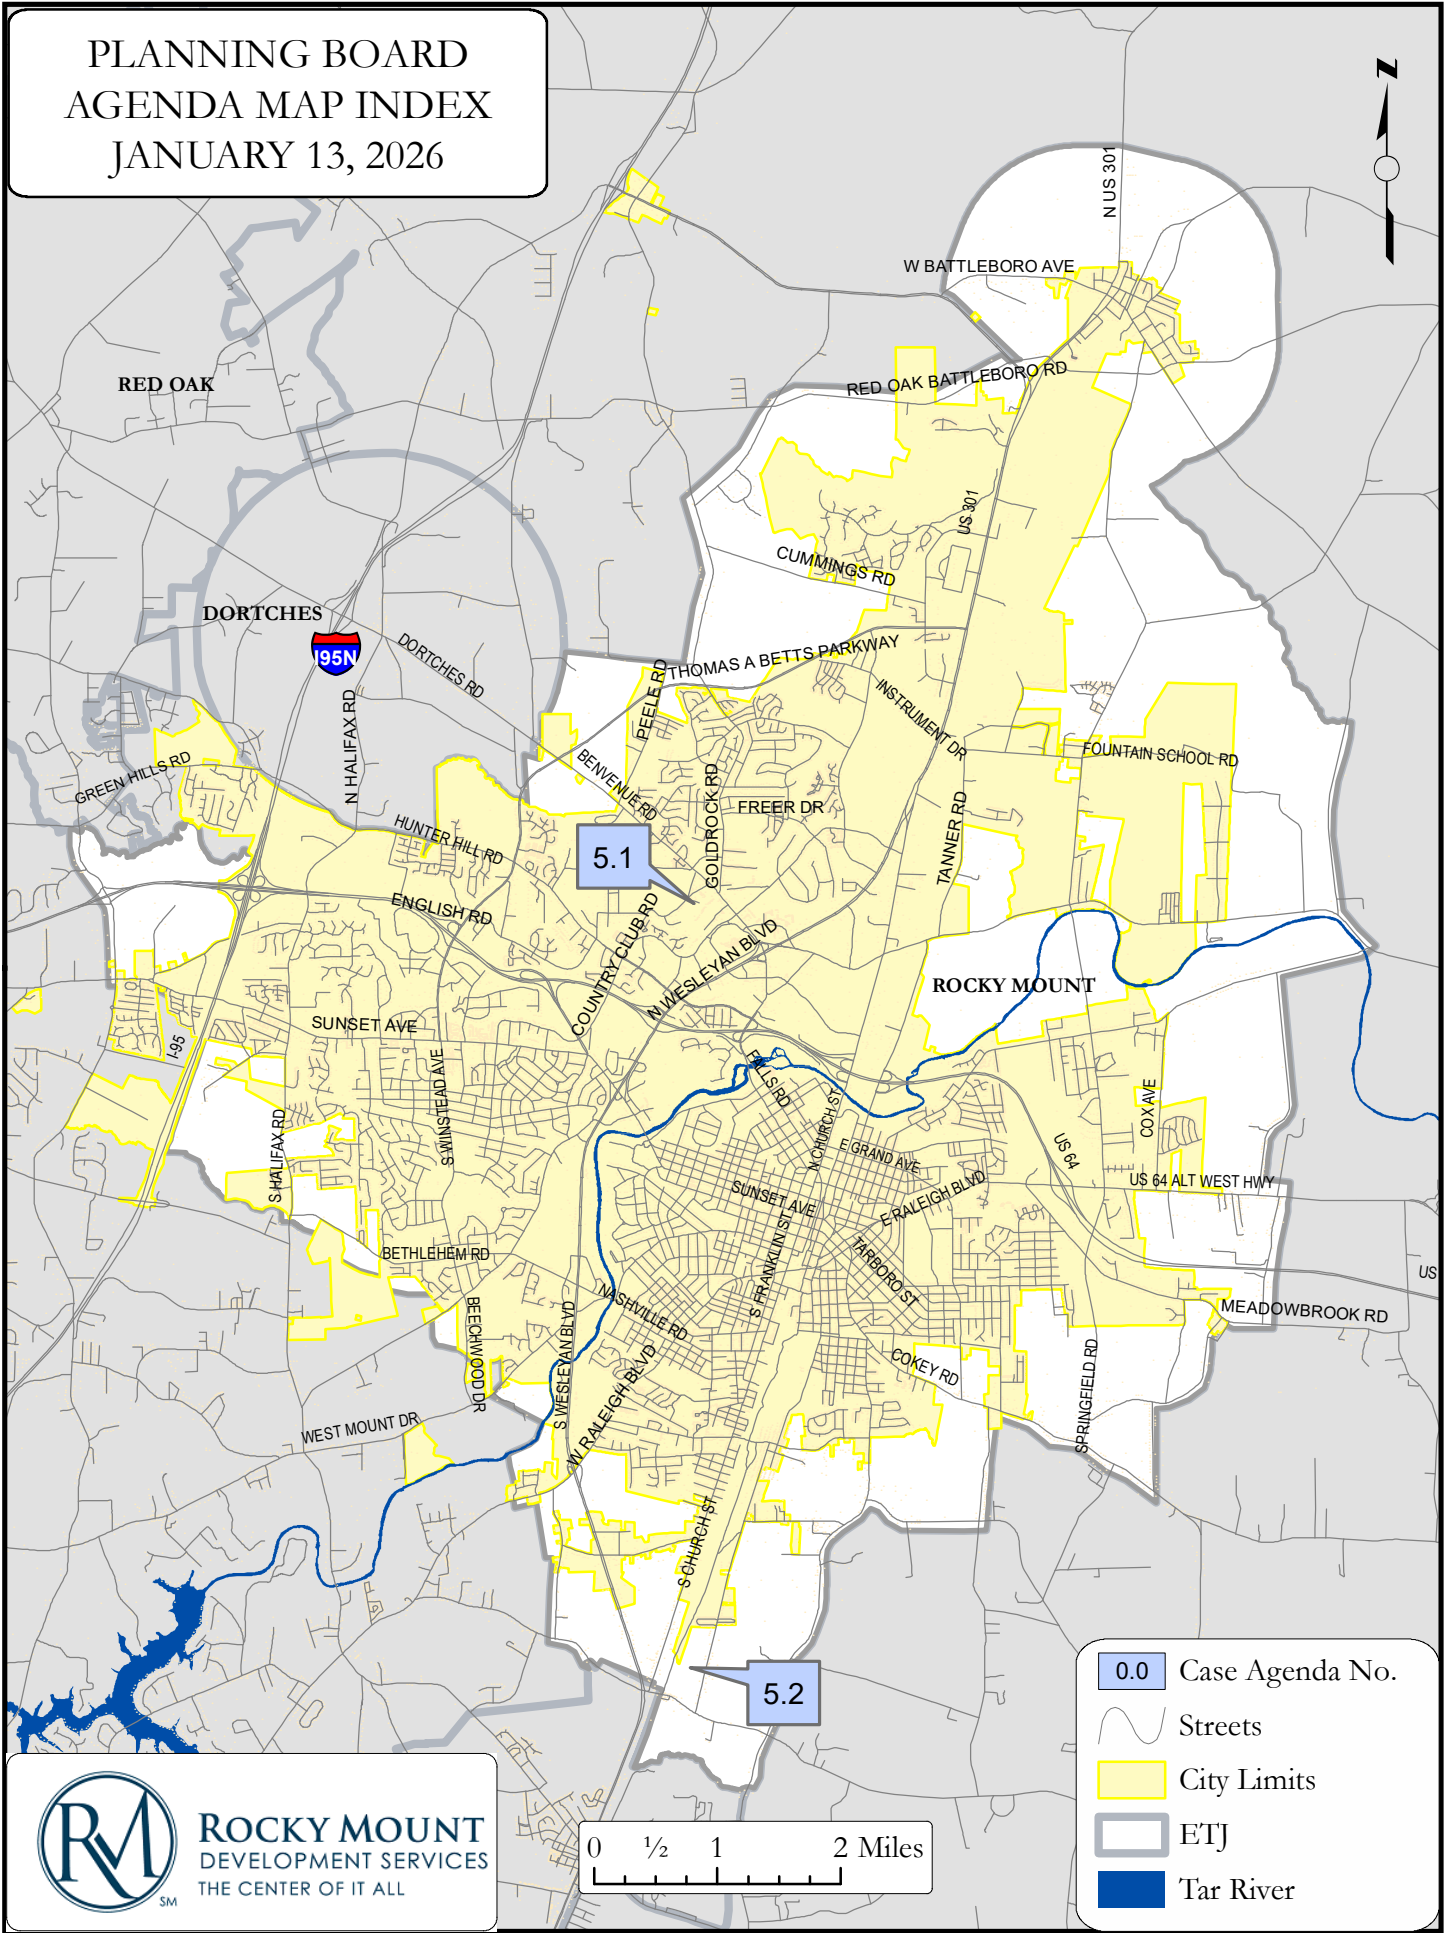 PLANNING BOARD
AGENDA MAP INDEX
JANUARY 13, 2026
N
N US 301
W BATTLEBORO AVE
RED OAK
RED OAK BATTLEBORO RD
US 301
CUMMINGS RD
DORTCHES
I95N
DORTCHES RD
THOMAS A BETTS PARKWAY
PEELE RD
N HALIFAX RD
INSTRUMENT DR
FOUNTAIN SCHOOL RD
GREEN HILLS RD
BENVENUE RD
GOLDROCK RD
FREER DR
TANNER RD
HUNTER HILL RD
5.1
ENGLISH RD
COUNTRY CLUB RD
N WESLEYAN BLVD
ROCKY MOUNT
SUNSET AVE
I-95
S WINSTEAD AVE
FALLS RD
N CHURCH ST
COX AVE
S HALIFAX RD
E GRAND AVE
US 64
US 64 ALT WEST HWY
SUNSET AVE
E RALEIGH BLVD
BETHLEHEM RD
S FRANKLIN ST
TARBORO ST
US
NASHVILLE RD
MEADOWBROOK RD
BEECHWOOD DR
S WESLEYAN BLVD
W RALEIGH BLVD
COKEY RD
SPRINGFIELD RD
WEST MOUNT DR
S CHURCH ST
5.2
0.0 Case Agenda No.
Streets
City Limits
ETJ
Tar River
RM
SM
ROCKY MOUNT
DEVELOPMENT SERVICES
THE CENTER OF IT ALL
0 ½ 1 2 Miles